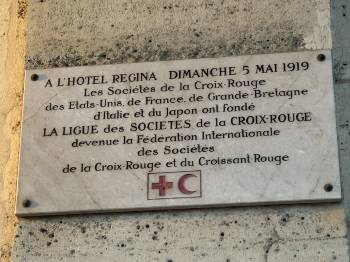 A L'HOTEL REGINA DIMANCHE 5 MAI 1919
Les Sociétés de la Croix-Rouge
des Etats-Unis, de France, de Grande-Bretagne
d'Italie et du Japon ont fondé
LA LIGUE des SOCIETES de la CROIX-ROUGE
devenue la Fédération Internationale
des Sociétés
de la Croix-Rouge et du Croissant Rouge